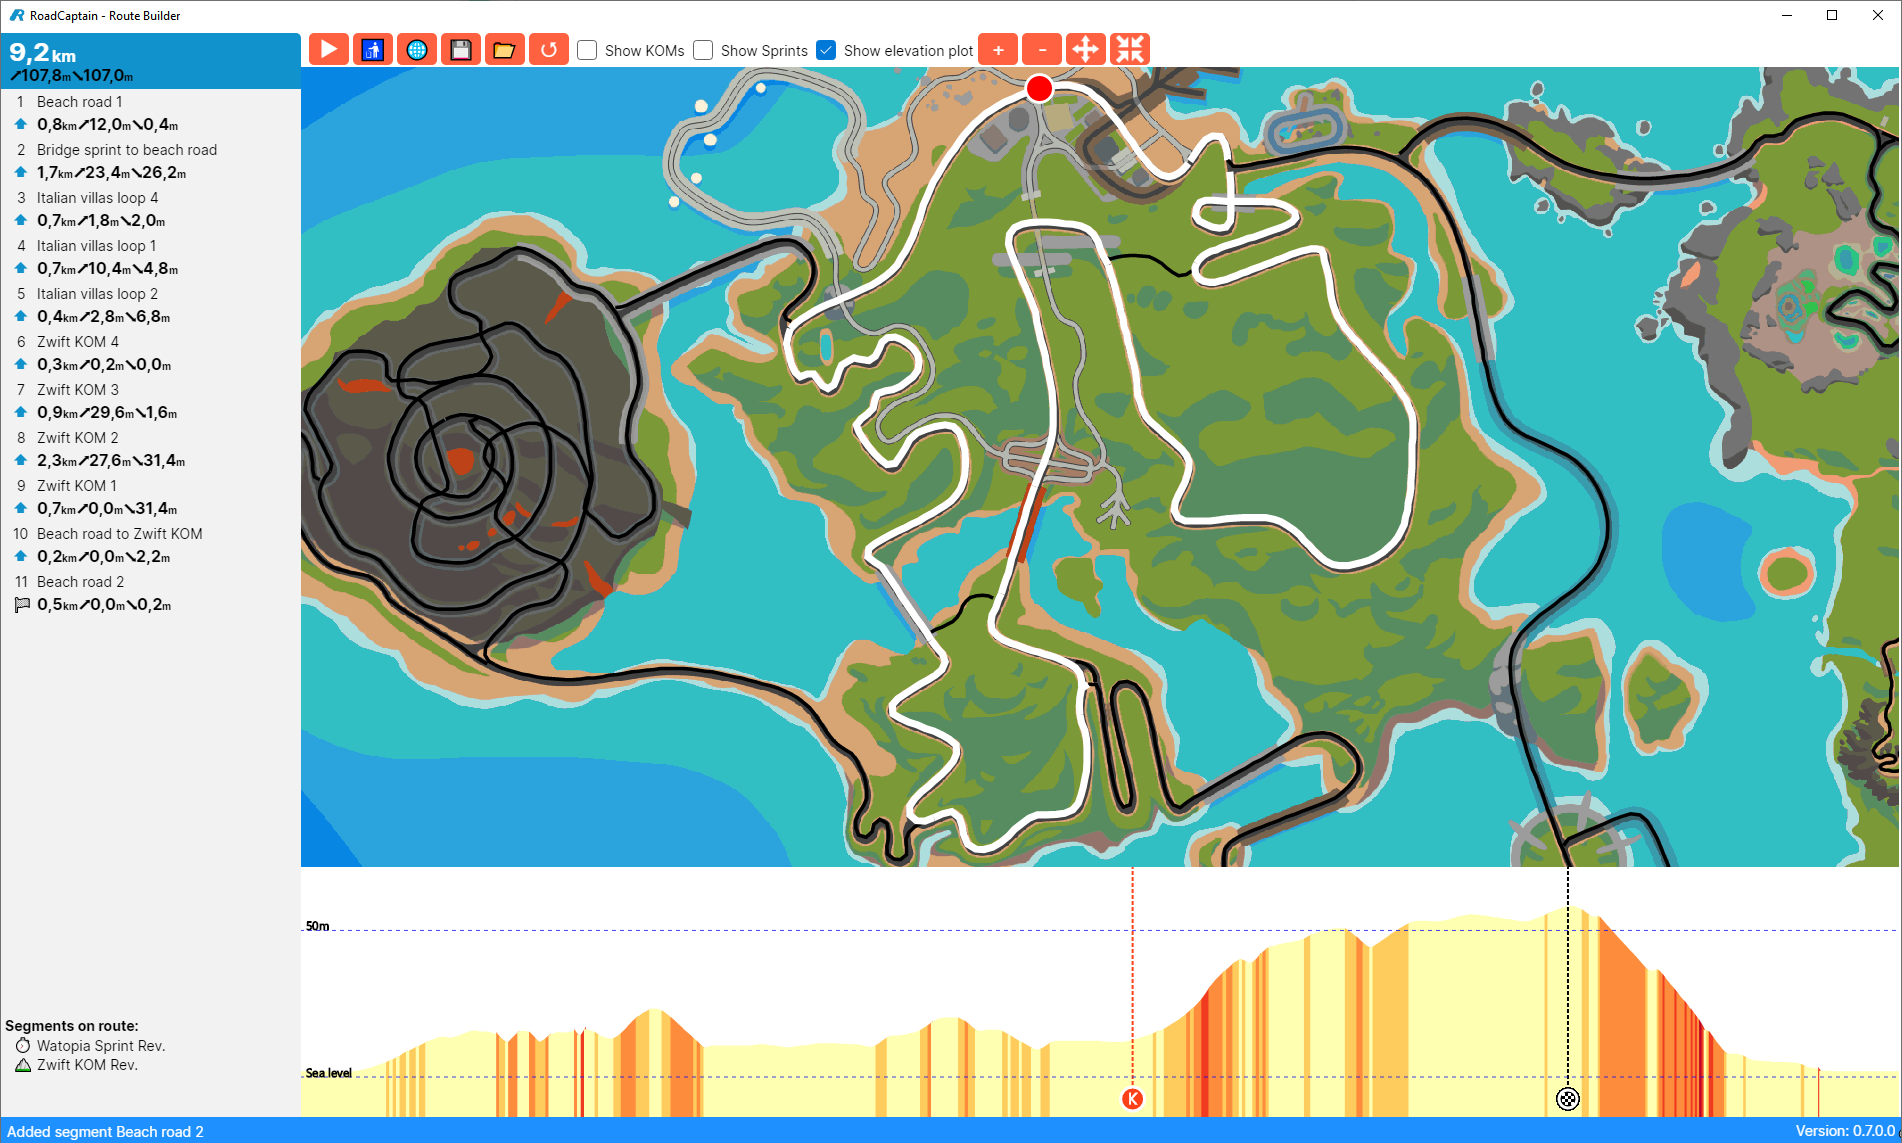 RoadCaptain - Route Builder
9,2km
↗107,8m↘107,0m
Show KOMs
Show Sprints
Show elevation plot
+
-
1 Beach road 1
0,8km↗12,0m↘0,4m
2 Bridge sprint to beach road
1,7km↗23,4m↘26,2m
3 Italian villas loop 4
0,7km↗1,8m↘2,0m
4 Italian villas loop 1
0,7km↗10,4m↘4,8m
5 Italian villas loop 2
0,4km↗2,8m↘6,8m
6 Zwift KOM 4
0,3km↗0,2m↘0,0m
7 Zwift KOM 3
0,9km↗29,6m↘1,6m
8 Zwift KOM 2
2,3km↗27,6m↘31,4m
9 Zwift KOM 1
0,7km↗0,0m↘31,4m
10 Beach road to Zwift KOM
0,2km↗0,0m↘2,2m
11 Beach road 2
0,5km↗0,0m↘0,2m
Segments on route:
Watopia Sprint Rev.
Zwift KOM Rev.
50m
Sea level
K
Added segment Beach road 2
Version: 0.7.0.0